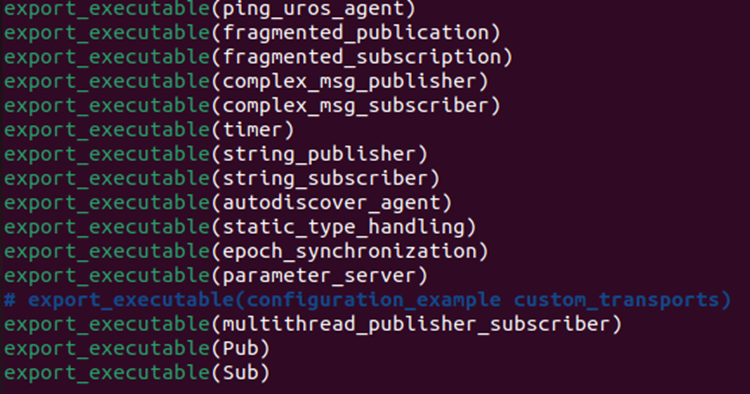 export_executable(ping_uros_agent)
export_executable(fragmented_publication)
export_executable(fragmented_subscription)
export_executable(complex_msg_publisher)
export_executable(complex_msg_subscriber)
export_executable(timer)
export_executable(string_publisher)
export_executable(string_subscriber)
export_executable(autodiscover_agent)
export_executable(static_type_handling)
export_executable(epoch_synchronization)
export_executable(parameter_server)
# export_executable(configuration_example custom_transports)
export_executable(multithread_publisher_subscriber)
export_executable(Pub)
export_executable(Sub)